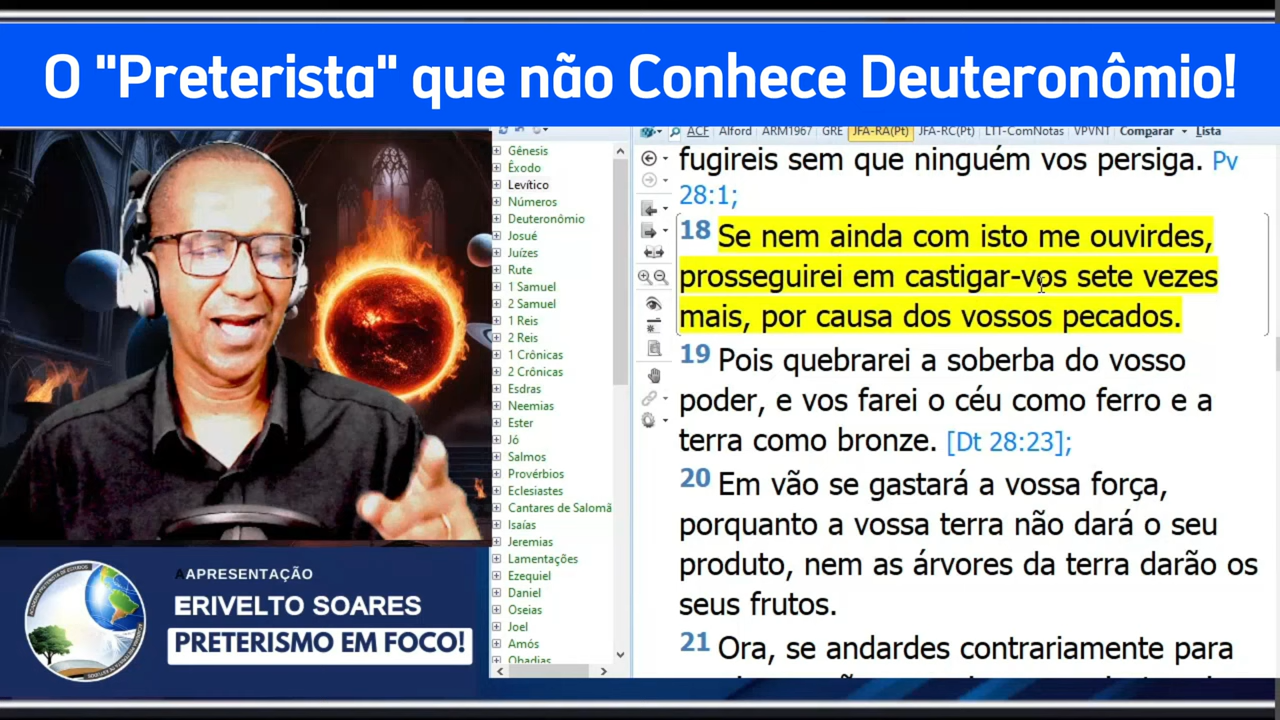 O "Preterista" que não Conhece Deuteronômio!
ACF Alford ARM1967 GRE JFA-RA(Pt) JFA-RC(Pt) LTT-ComNotas VPVNT Comparar Lista
Gênesis
Êxodo
Levítico
Números
Deuteronômio
Josué
Juízes
Rute
1 Samuel
2 Samuel
1 Reis
2 Reis
1 Crônicas
2 Crônicas
Esdras
Neemias
Ester
Jó
Salmos
Provérbios
Eclesiastes
Cantares de Salomã
Isaías
Jeremias
Lamentações
Ezequiel
Daniel
Oseias
Joel
Amós
Obadias
fugireis sem que ninguém vos persiga. Pv
28:1;
18 Se nem ainda com isto me ouvirdes,
prosseguirei em castigar-vos sete vezes
mais, por causa dos vossos pecados.
19 Pois quebrarei a soberba do vosso
poder, e vos farei o céu como ferro e a
terra como bronze. [Dt 28:23];
20 Em vão se gastará a vossa força,
porquanto a vossa terra não dará o seu
produto, nem as árvores da terra darão os
seus frutos.
21 Ora, se andardes contrariamente para
AAPRESENTAÇÃO
ERIVELTO SOARES
PRETERISMO EM FOCO!